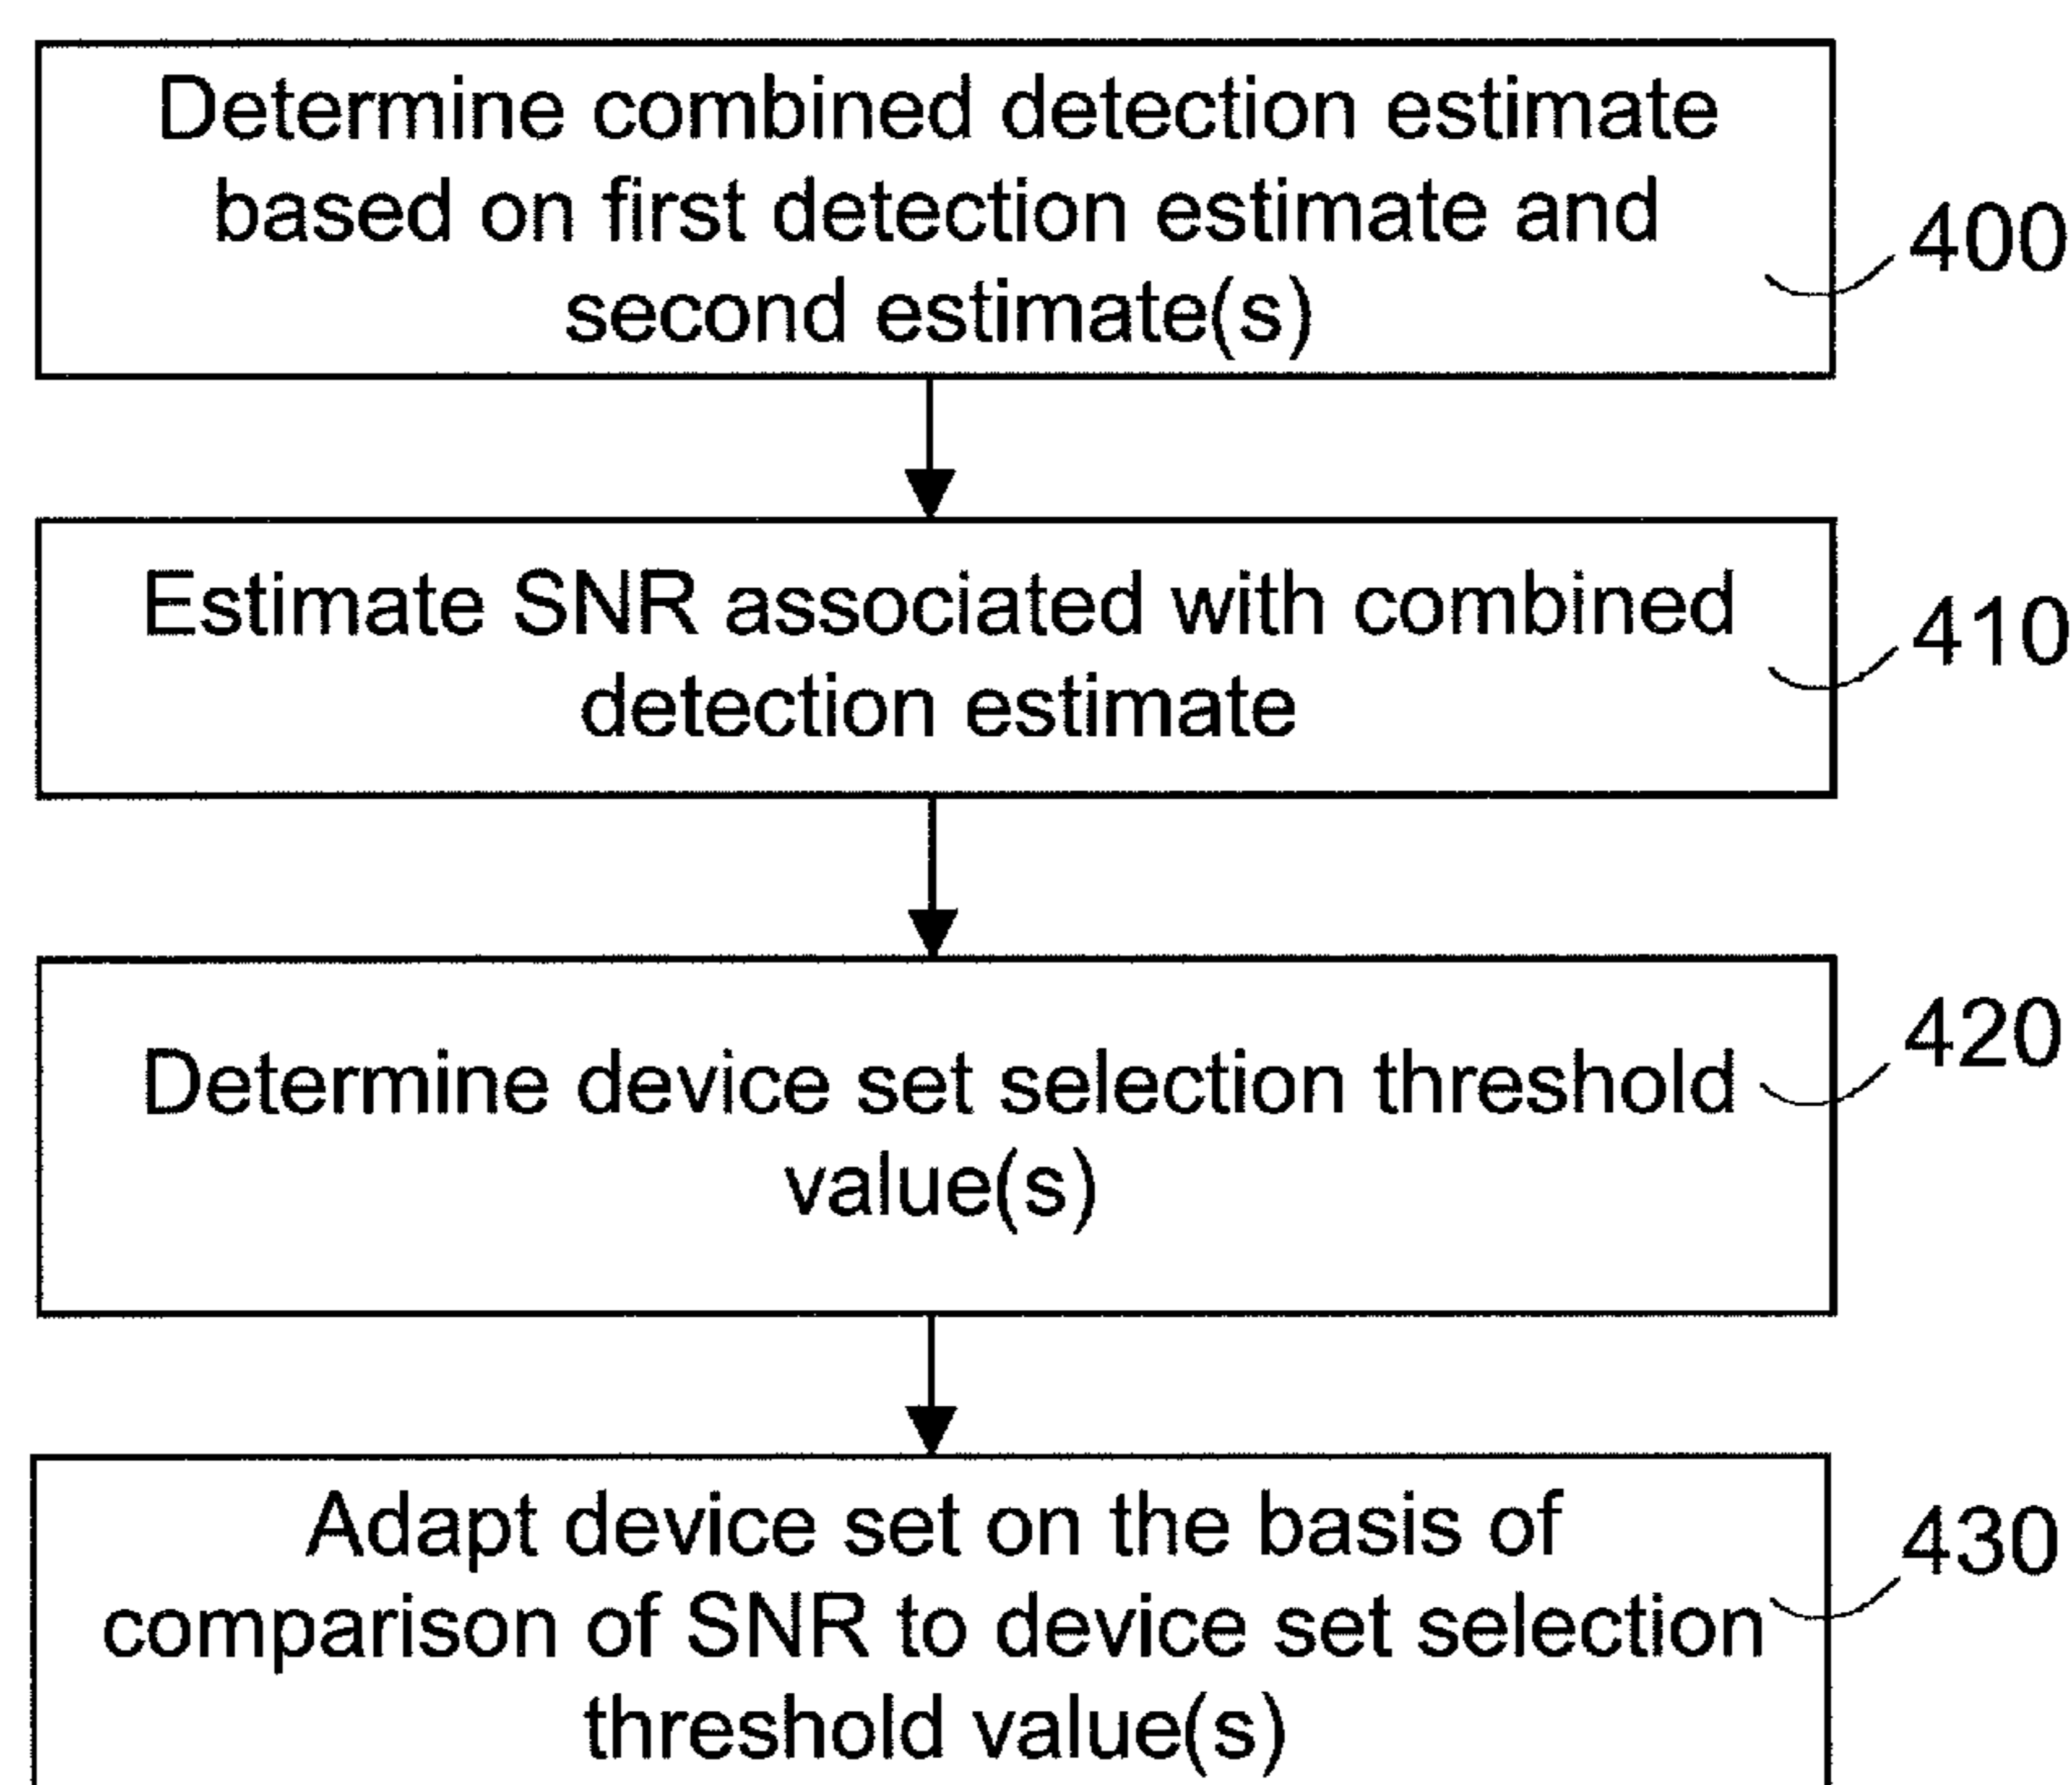 Determine combined detection estimate
based on first detection estimate and
second estimate(s)
400
Estimate SNR associated with combined
detection estimate
410
Determine device set selection threshold
value(s)
420
Adapt device set on the basis of
comparison of SNR to device set selection
threshold value(s)
430